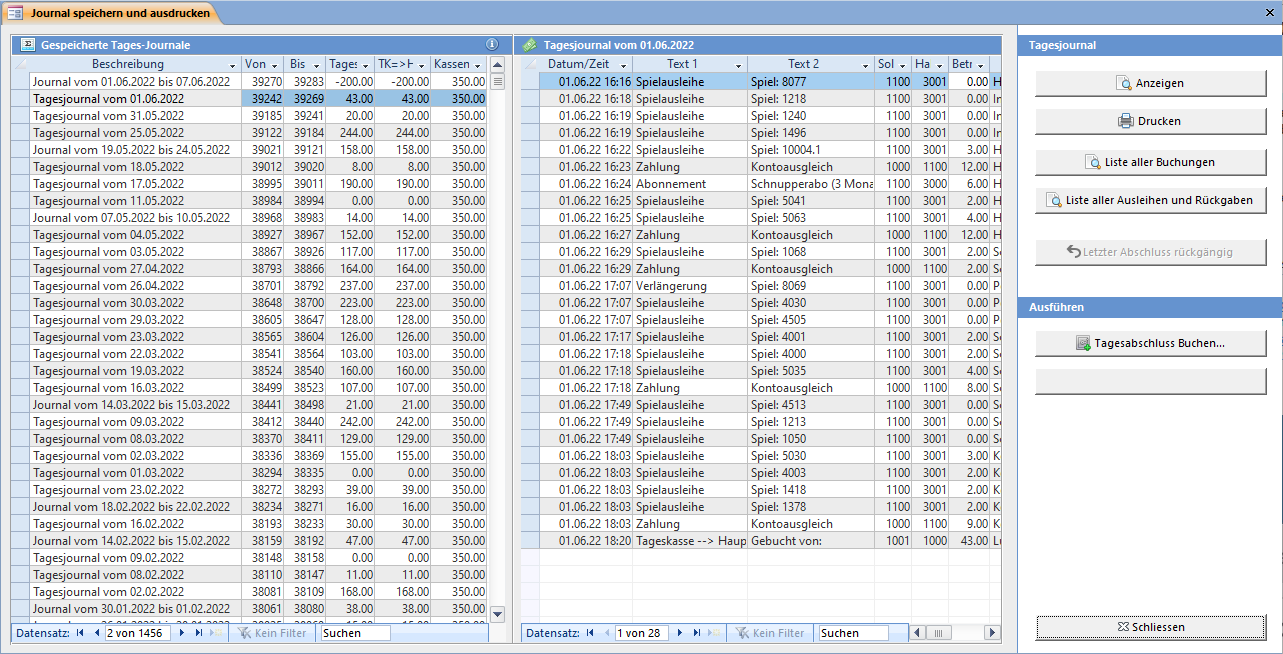 Journal speichern und ausdrucken
Gespeicherte Tages-Journale
Beschreibung Von Bis Tages TK=>H Kassen
Journal vom 01.06.2022 bis 07.06.2022 39270 39283 -200.00 -200.00 350.00
Tagesjournal vom 01.06.2022 39242 39269 43.00 43.00 350.00
Tagesjournal vom 31.05.2022 39185 39241 20.00 20.00 350.00
Tagesjournal vom 25.05.2022 39122 39184 244.00 244.00 350.00
Journal vom 19.05.2022 bis 24.05.2022 39021 39121 158.00 158.00 350.00
Tagesjournal vom 18.05.2022 39012 39020 8.00 8.00 350.00
Tagesjournal vom 17.05.2022 38995 39011 190.00 190.00 350.00
Tagesjournal vom 11.05.2022 38984 38994 0.00 0.00 350.00
Journal vom 07.05.2022 bis 10.05.2022 38968 38983 14.00 14.00 350.00
Tagesjournal vom 04.05.2022 38927 38967 152.00 152.00 350.00
Tagesjournal vom 03.05.2022 38867 38926 117.00 117.00 350.00
Tagesjournal vom 27.04.2022 38793 38866 164.00 164.00 350.00
Tagesjournal vom 26.04.2022 38701 38792 237.00 237.00 350.00
Tagesjournal vom 30.03.2022 38648 38700 223.00 223.00 350.00
Tagesjournal vom 29.03.2022 38605 38647 128.00 128.00 350.00
Tagesjournal vom 23.03.2022 38565 38604 126.00 126.00 350.00
Tagesjournal vom 22.03.2022 38541 38564 103.00 103.00 350.00
Tagesjournal vom 19.03.2022 38524 38540 160.00 160.00 350.00
Tagesjournal vom 16.03.2022 38499 38523 107.00 107.00 350.00
Journal vom 14.03.2022 bis 15.03.2022 38441 38498 21.00 21.00 350.00
Tagesjournal vom 09.03.2022 38412 38440 242.00 242.00 350.00
Tagesjournal vom 08.03.2022 38370 38411 129.00 129.00 350.00
Tagesjournal vom 02.03.2022 38336 38369 155.00 155.00 350.00
Tagesjournal vom 01.03.2022 38294 38335 0.00 0.00 350.00
Tagesjournal vom 23.02.2022 38272 38293 39.00 39.00 350.00
Journal vom 18.02.2022 bis 22.02.2022 38234 38271 16.00 16.00 350.00
Tagesjournal vom 16.02.2022 38193 38233 30.00 30.00 350.00
Journal vom 14.02.2022 bis 15.02.2022 38159 38192 47.00 47.00 350.00
Tagesjournal vom 09.02.2022 38148 38158 0.00 0.00 350.00
Tagesjournal vom 08.02.2022 38110 38147 11.00 11.00 350.00
Tagesjournal vom 02.02.2022 38081 38109 168.00 168.00 350.00
Journal vom 30.01.2022 bis 01.02.2022 38061 38080 38.00 38.00 350.00
Datensatz: 2 von 1456 Kein Filter Suchen
Tagesjournal vom 01.06.2022
Datum/Zeit Text 1 Text 2 Sol Ha Betr
01.06.22 16:16 Spielausleihe Spiel: 8077 1100 3001 0.00 H
01.06.22 16:18 Spielausleihe Spiel: 1218 1100 3001 0.00 In
01.06.22 16:19 Spielausleihe Spiel: 1240 1100 3001 0.00 In
01.06.22 16:19 Spielausleihe Spiel: 1496 1100 3001 0.00 In
01.06.22 16:22 Spielausleihe Spiel: 10004.1 1100 3001 3.00 H
01.06.22 16:23 Zahlung Kontoausgleich 1000 1100 12.00 H
01.06.22 16:24 Abonnement Schnupperabo (3 Mona 1100 3000 6.00 H
01.06.22 16:25 Spielausleihe Spiel: 5041 1100 3001 2.00 H
01.06.22 16:25 Spielausleihe Spiel: 5063 1100 3001 4.00 H
01.06.22 16:27 Zahlung Kontoausgleich 1000 1100 12.00 H
01.06.22 16:29 Spielausleihe Spiel: 1068 1100 3001 2.00 Se
01.06.22 16:29 Zahlung Kontoausgleich 1000 1100 2.00 Se
01.06.22 17:07 Verlängerung Spiel: 8069 1100 3001 0.00 P
01.06.22 17:07 Spielausleihe Spiel: 4030 1100 3001 0.00 P
01.06.22 17:07 Spielausleihe Spiel: 4505 1100 3001 0.00 P
01.06.22 17:17 Spielausleihe Spiel: 4001 1100 3001 2.00 Se
01.06.22 17:18 Spielausleihe Spiel: 4000 1100 3001 2.00 Se
01.06.22 17:18 Spielausleihe Spiel: 5035 1100 3001 4.00 Se
01.06.22 17:18 Zahlung Kontoausgleich 1000 1100 8.00 Se
01.06.22 17:49 Spielausleihe Spiel: 4513 1100 3001 0.00 Se
01.06.22 17:49 Spielausleihe Spiel: 1213 1100 3001 0.00 Se
01.06.22 17:49 Spielausleihe Spiel: 1050 1100 3001 0.00 Se
01.06.22 18:03 Spielausleihe Spiel: 5030 1100 3001 3.00 K
01.06.22 18:03 Spielausleihe Spiel: 4003 1100 3001 2.00 K
01.06.22 18:03 Spielausleihe Spiel: 1418 1100 3001 2.00 K
01.06.22 18:03 Spielausleihe Spiel: 1378 1100 3001 2.00 K
01.06.22 18:03 Zahlung Kontoausgleich 1000 1100 9.00 K
01.06.22 18:20 Tageskasse --> Haup Gebucht von: 1001 1000 43.00 Lu
Datensatz: 1 von 28 Kein Filter Suchen
Tagesjournal
Anzeigen
Drucken
Liste aller Buchungen
Liste aller Ausleihen und Rückgaben
Letzter Abschluss rückgängig
Ausführen
Tagesabschluss Buchen...
Schliessen